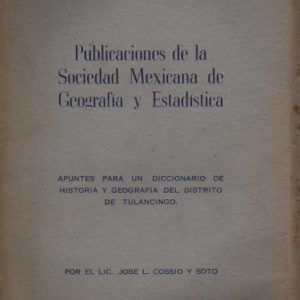 Publicaciones de la
Sociedad Mexicana de
Geografía y Estadística
APUNTES PARA UN DICCIONARIO DE
HISTORIA Y GEOGRAFIA DEL DISTRITO
DE TULANCINGO.
POR EL LIC. JOSE L. COSSIO Y SOTO